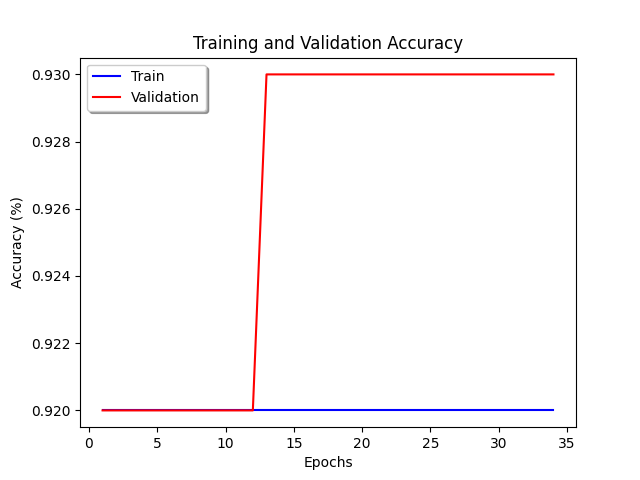 Training and Validation Accuracy
Train
Validation
Accuracy (%)
0.930
0.928
0.926
0.924
0.922
0.920
0 5 10 15 20 25 30 35
Epochs